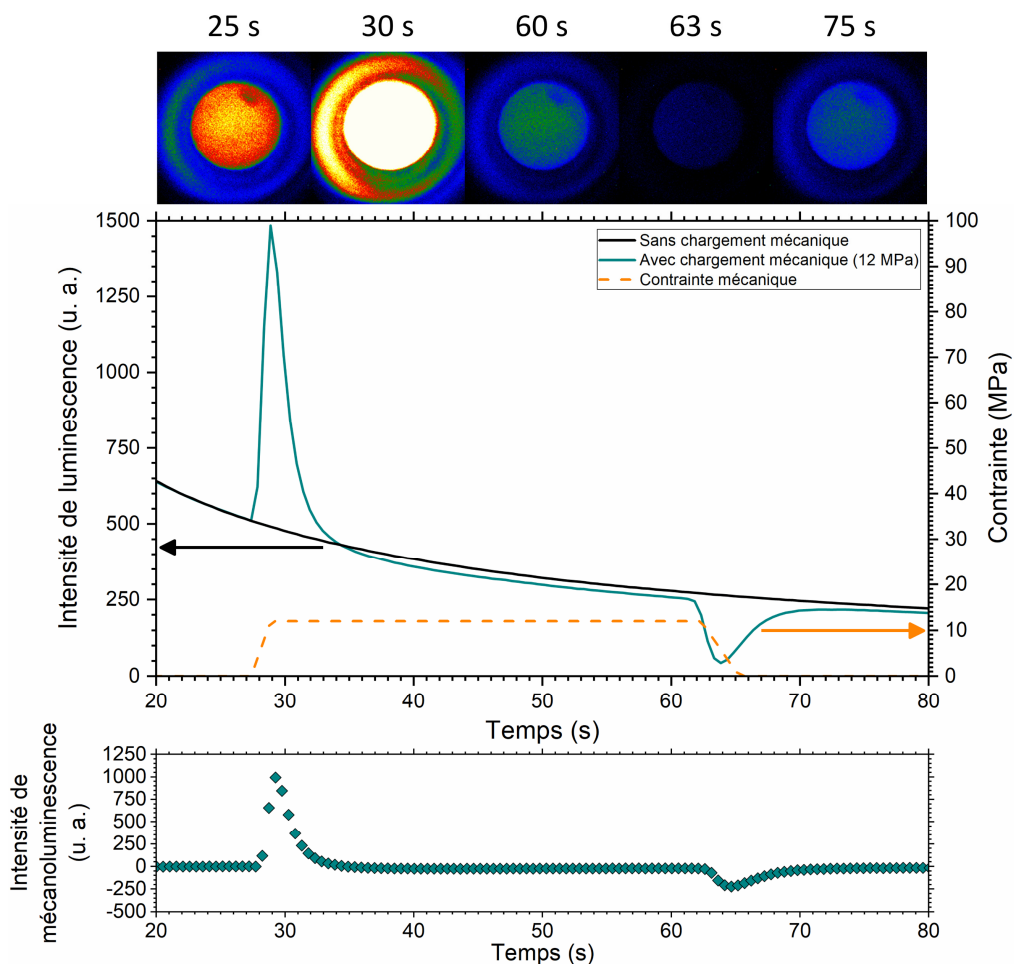 25 s 30 s 60 s 63 s 75 s
1500
1250
1000
750
500
250
0
Intensité de luminescence (u. a.)
Sans chargement mécanique
Avec chargement mécanique (12 MPa)
Contrainte mécanique
100
90
80
70
60
50
40
30
20
10
0
Contrainte (MPa)
20 30 40 50 60 70 80
Temps (s)
1250
1000
750
500
250
0
-250
-500
Intensité de
mécanoluminescence
(u. a.)
20 30 40 50 60 70 80
Temps (s)